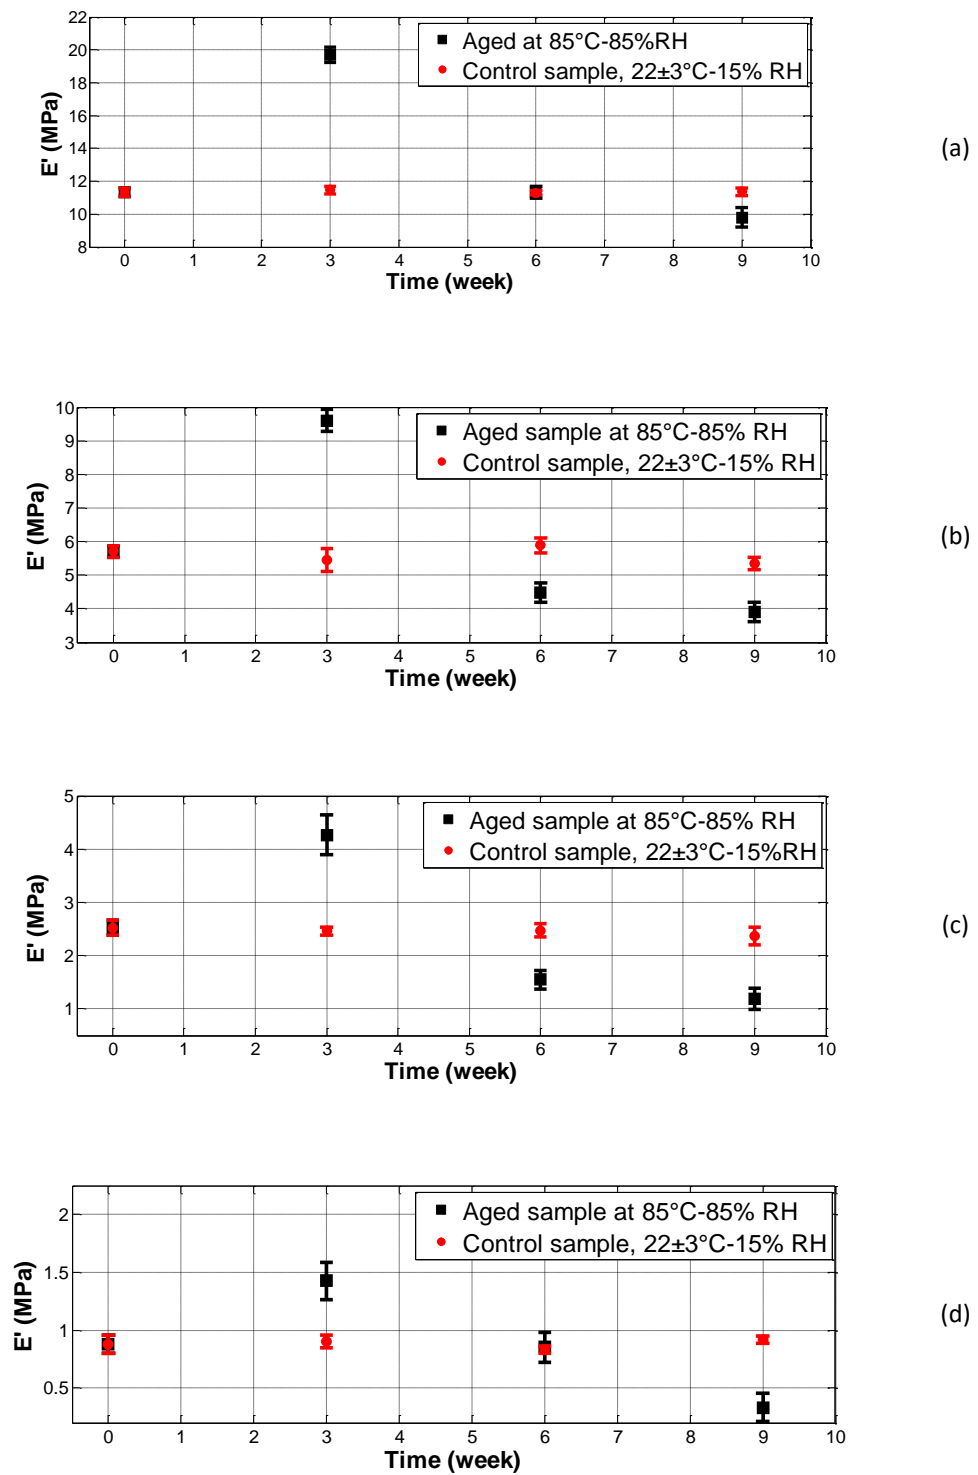 22
20
18
16
14
12
10
8
E' (MPa)
Aged at 85°C-85%RH
Control sample, 22±3°C-15% RH
0 1 2 3 4 5 6 7 8 9 10
Time (week)
(a)
10
9
8
7
6
5
4
3
E' (MPa)
Aged sample at 85°C-85% RH
Control sample, 22±3°C-15% RH
0 1 2 3 4 5 6 7 8 9 10
Time (week)
(b)
5
4
3
2
1
E' (MPa)
Aged sample at 85°C-85% RH
Control sample, 22±3°C-15%RH
0 1 2 3 4 5 6 7 8 9 10
Time (week)
(c)
2
1.5
1
0.5
E' (MPa)
Aged sample at 85°C-85% RH
Control sample, 22±3°C-15% RH
0 1 2 3 4 5 6 7 8 9 10
Time (week)
(d)